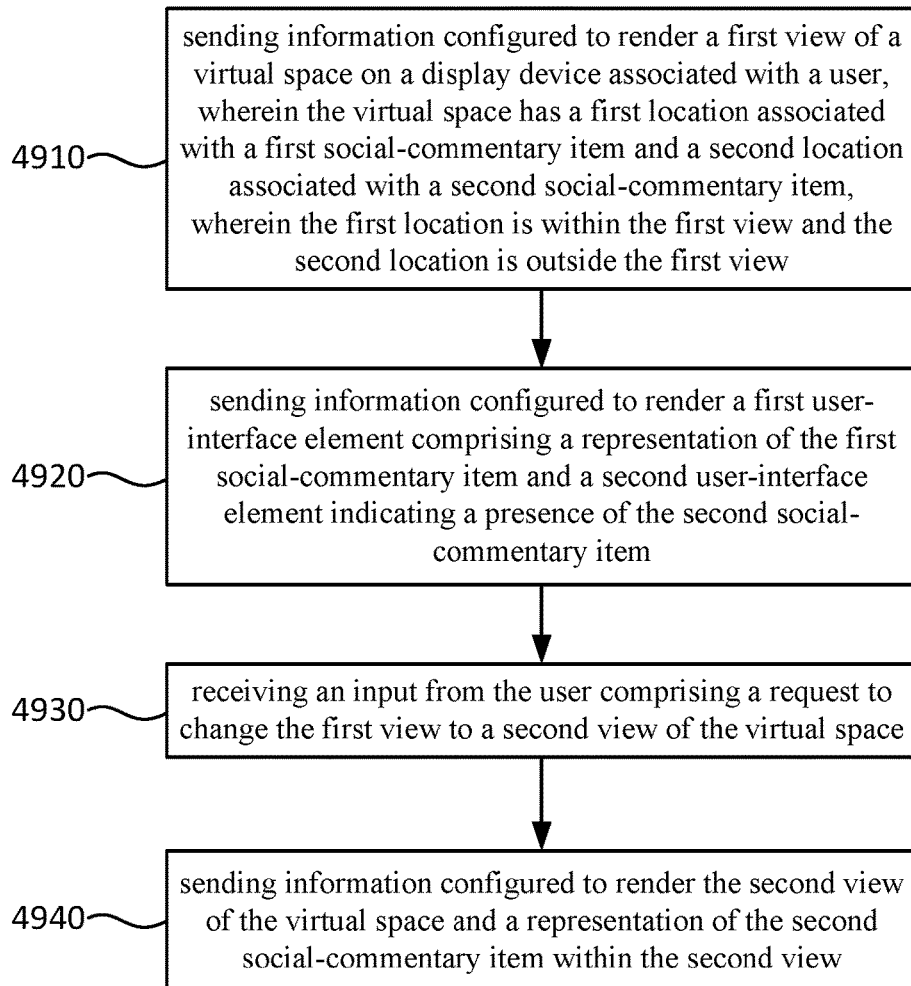 sending information configured to render a first view of a
virtual space on a display device associated with a user,
wherein the virtual space has a first location associated
4910
with a first social-commentary item and a second location
associated with a second social-commentary item,
wherein the first location is within the first view and the
second location is outside the first view
sending information configured to render a first user-
interface element comprising a representation of the first
4920
social-commentary item and a second user-interface
element indicating a presence of the second social-
commentary item
4930
receiving an input from the user comprising a request to
change the first view to a second view of the virtual space
sending information configured to render the second view
4940
of the virtual space and a representation of the second
social-commentary item within the second view